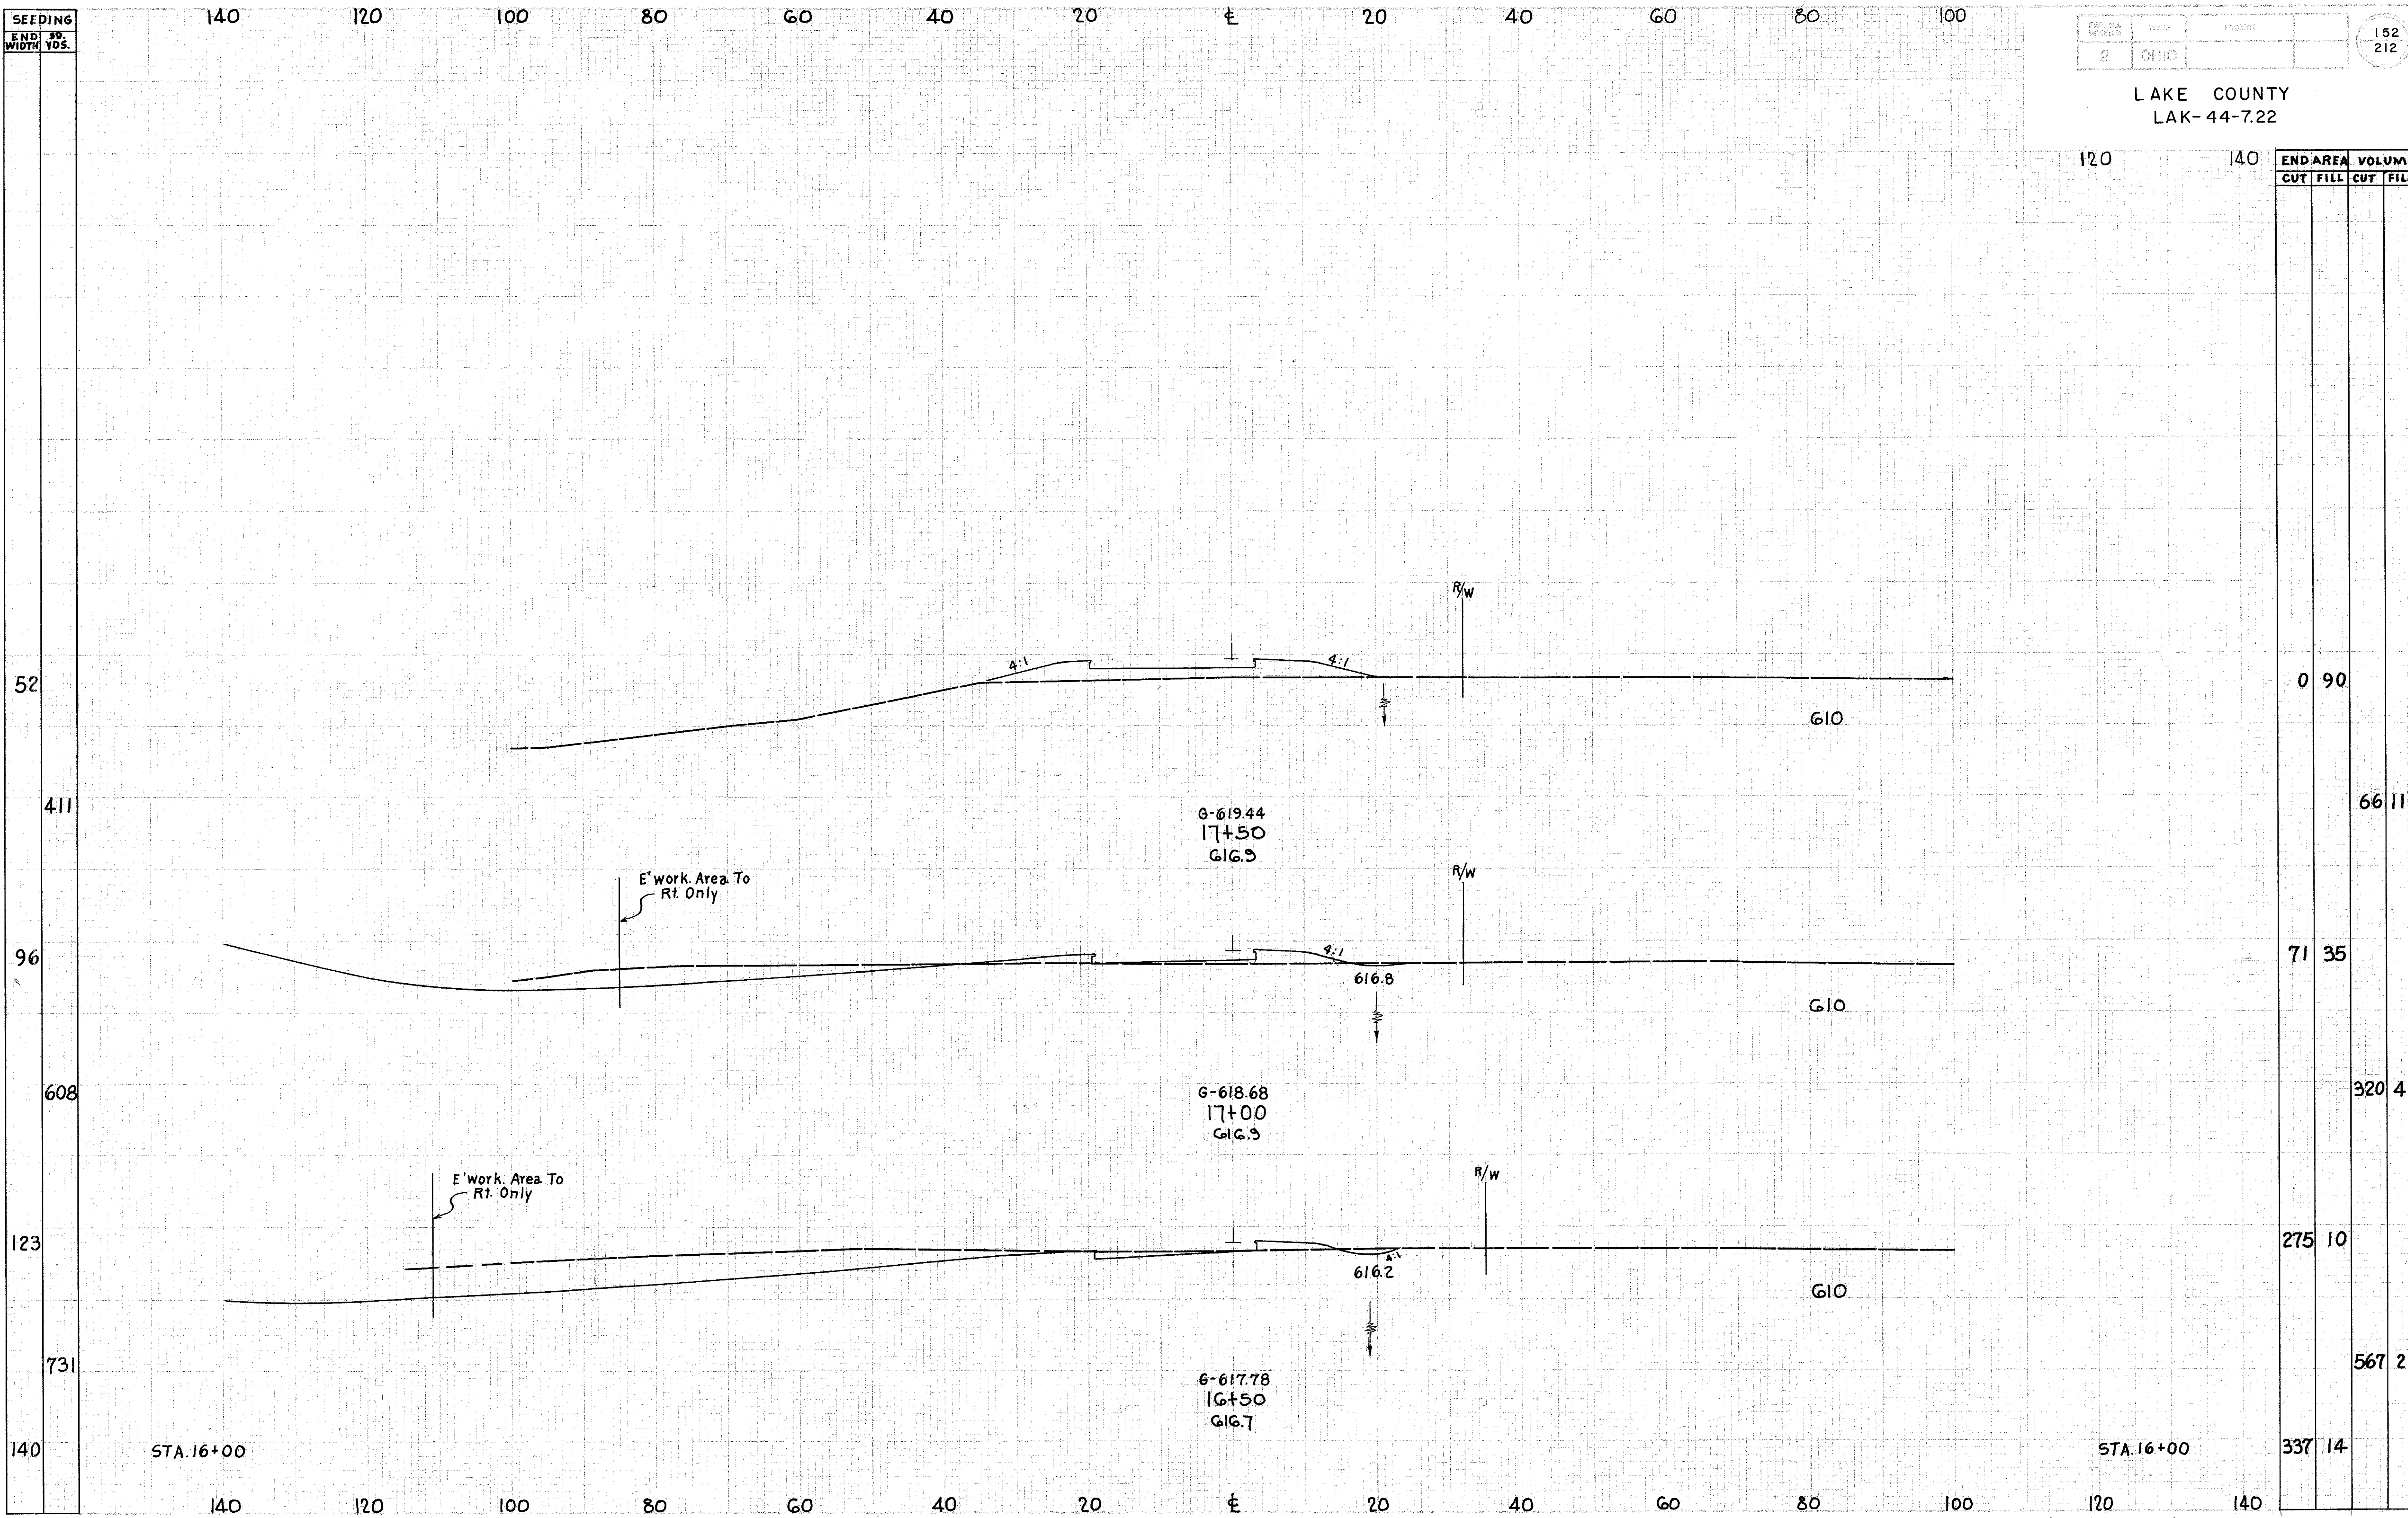 SEEDING
END WIDTH SQ. YDS.
140 120 100 80 60 40 20 ℄ 20 40 60 80 100
2 OHIO
152
212
LAKE COUNTY
LAK-44-7.22
120 140
END AREA VOLUM
CUT FILL CUT FIL
R/W
4:1 4:1
52
0 90
610
411
66 11
G-619.44
17+50
616.9
E'work. Area To
Rt. Only
R/W
4:1
96
71 35
616.8
610
608
320 4
G-618.68
17+00
616.9
E'work. Area To
Rt. Only
R/W
123
275 10
4:1
616.2
610
731
567 2
G-617.78
16+50
616.7
140 STA. 16+00
STA. 16+00 337 14
140 120 100 80 60 40 20 ℄ 20 40 60 80 100 120 140